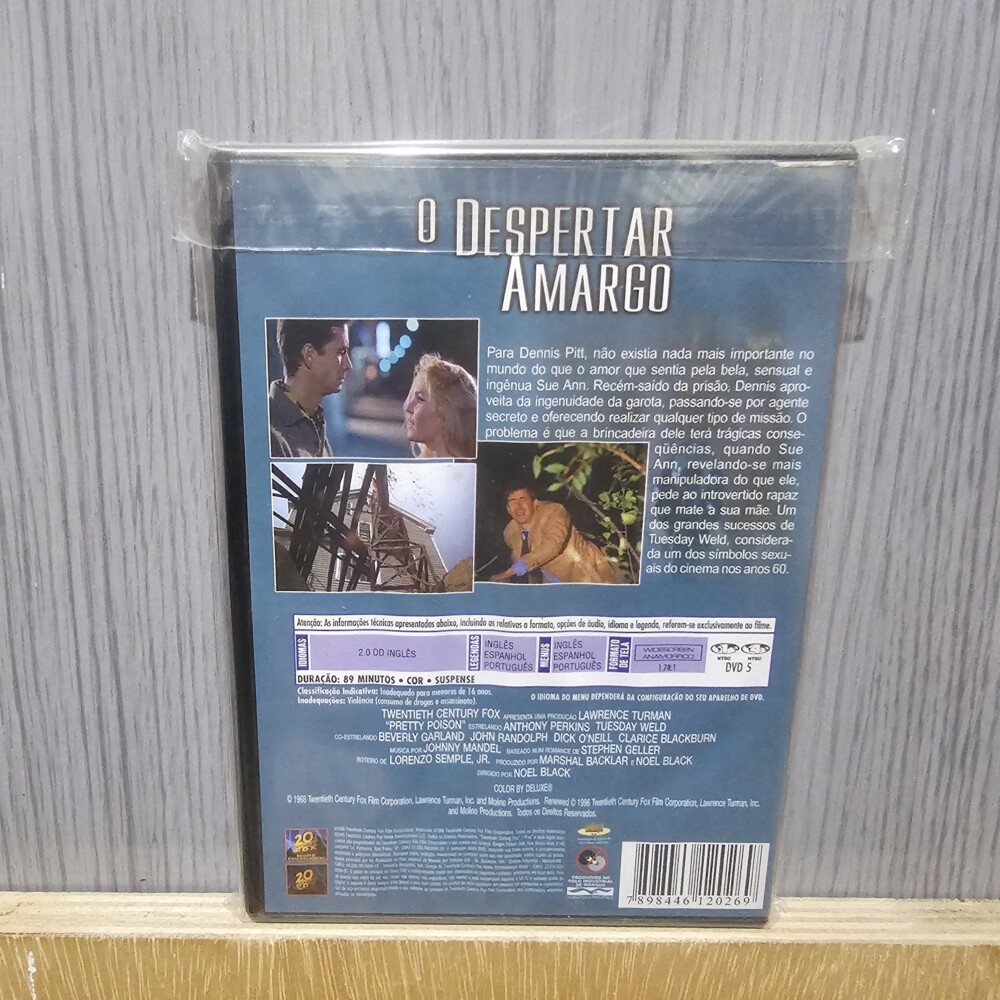 O DESPERTAR
AMARGO
Para Dennis Pitt, não existia nada mais importante no
mundo do que o amor que sentia pela bela, sensual e
ingênua Sue Ann. Recém-saído da prisão, Dennis apro-
veita da ingenuidade da garota, passando-se por agente
secreto e oferecendo realizar qualquer tipo de missão. O
problema é que a brincadeira dele terá trágicas conse-
qüências, quando Sue
Ann, revelando-se mais
manipuladora do que ele,
pede ao introvertido rapaz
que mate a sua mãe. Um
dos grandes sucessos de
Tuesday Weld, considera-
da um dos símbolos sexu-
ais do cinema nos anos 60.
Atenção: As informações técnicas apresentadas abaixo, incluindo as relativas a formato, opções de áudio, idioma e legenda, referem-se exclusivamente ao filme.
IDIOMAS
2.0 DD INGLÊS
LEGENDAS
INGLÊS
ESPANHOL
PORTUGUÊS
MENUS
INGLÊS
ESPANHOL
PORTUGUÊS
FORMATO
DE TELA
WIDESCREEN
ANAMÓRFICO
1.78:1
NTSC NTSC
DVD 5
DURAÇÃO: 89 MINUTOS • COR • SUSPENSE
Classificação Indicativa: Inadequado para menores de 16 anos.
Inadequações: Violência (consumo de drogas e assassinato).
O IDIOMA DO MENU DEPENDERÁ DA CONFIGURAÇÃO DO SEU APARELHO DE DVD.
TWENTIETH CENTURY FOX APRESENTA UMA PRODUÇÃO LAWRENCE TURMAN
"PRETTY POISON" ESTRELANDO ANTHONY PERKINS TUESDAY WELD
CO-ESTRELANDO BEVERLY GARLAND JOHN RANDOLPH DICK O'NEILL CLARICE BLACKBURN
MUSICA POR JOHNNY MANDEL BASEADO NUM ROMANCE DE STEPHEN GELLER
ROTEIRO DE LORENZO SEMPLE, JR. PRODUZIDO POR MARSHAL BACKLAR E NOEL BLACK
DIRIGIDO POR NOEL BLACK
COLOR BY DELUXE®
© 1968 Twentieth Century Fox Film Corporation, Lawrence Turman, Inc. and Molino Productions. Renewed © 1996 Twentieth Century Fox Film Corporation, Lawrence Turman, Inc.
and Molino Productions. Todos os Direitos Reservados.
PRODUZIDO NO
PÓLO INDUSTRIAL
DE MANAUS
7 898446 120269